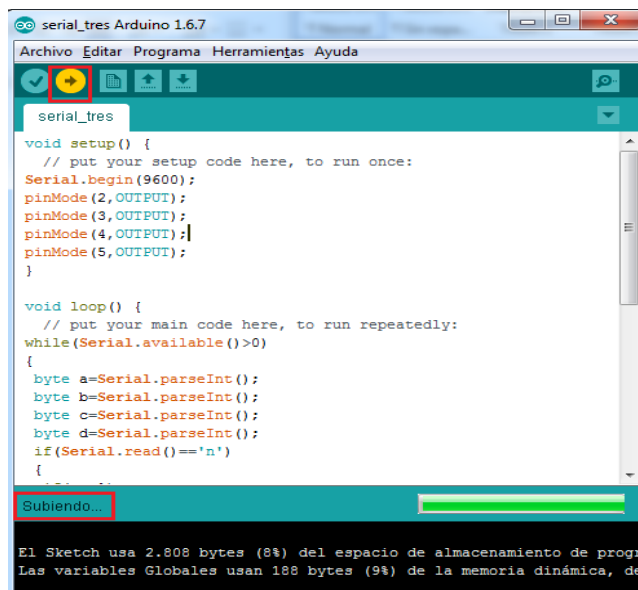 serial_tres Arduino 1.6.7
Archivo Editar Programa Herramientas Ayuda
serial_tres
void setup() {
  // put your setup code here, to run once:
Serial.begin(9600);
pinMode(2,OUTPUT);
pinMode(3,OUTPUT);
pinMode(4,OUTPUT);
pinMode(5,OUTPUT);
}
void loop() {
  // put your main code here, to run repeatedly:
while(Serial.available()>0)
{
 byte a=Serial.parseInt();
 byte b=Serial.parseInt();
 byte c=Serial.parseInt();
 byte d=Serial.parseInt();
 if(Serial.read()=='n')
 {
Subiendo...
El Sketch usa 2.808 bytes (8%) del espacio de almacenamiento de progr
Las variables Globales usan 188 bytes (9%) de la memoria dinámica, de